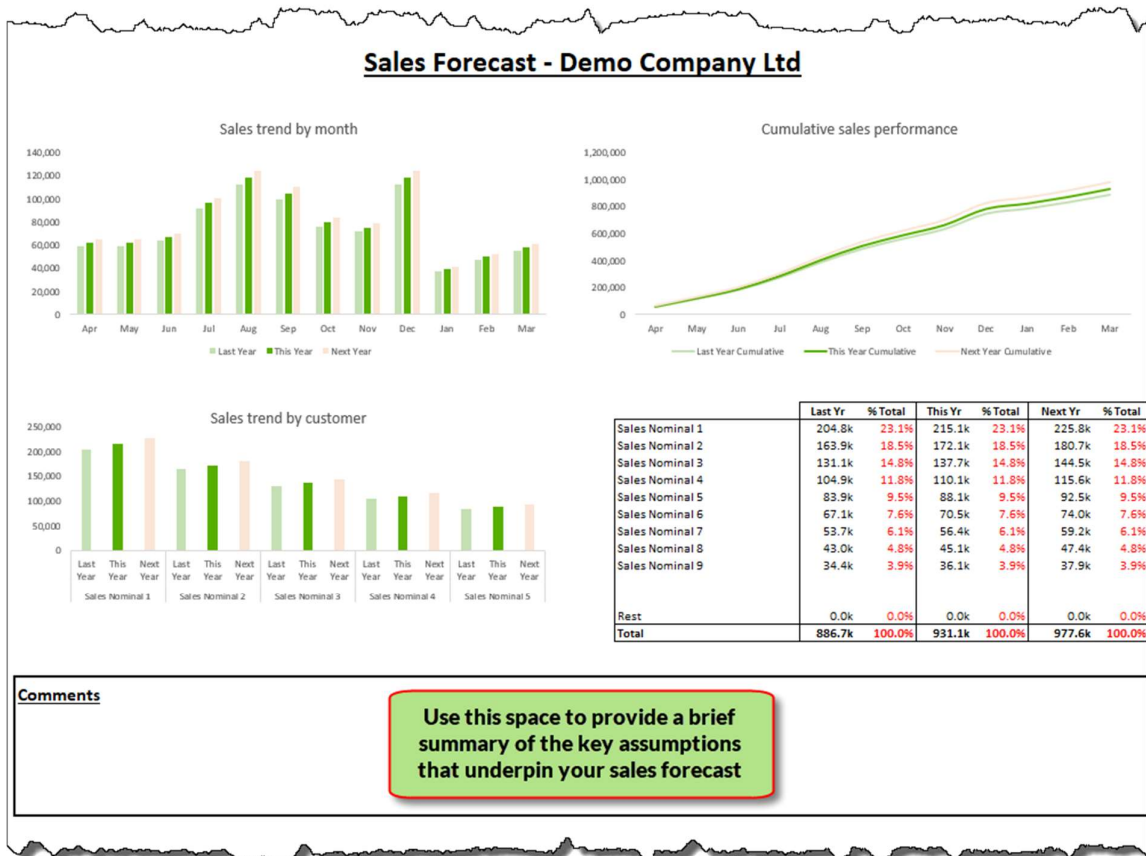 Sales Forecast - Demo Company Ltd
Sales trend by month
140,000
120,000
100,000
80,000
60,000
40,000
20,000
0
Apr May Jun Jul Aug Sep Oct Nov Dec Jan Feb Mar
Last Year This Year Next Year
Cumulative sales performance
1,200,000
1,000,000
800,000
600,000
400,000
200,000
0
Apr May Jun Jul Aug Sep Oct Nov Dec Jan Feb Mar
Last Year Cumulative This Year Cumulative Next Year Cumulative
Sales trend by customer
250,000
200,000
150,000
100,000
50,000
0
Last This Next Last This Next Last This Next Last This Next Last This Next
Year Year Year Year Year Year Year Year Year Year Year Year Year Year Year
Sales Nominal 1 Sales Nominal 2 Sales Nominal 3 Sales Nominal 4 Sales Nominal 5
Last Yr % Total This Yr % Total Next Yr % Total
Sales Nominal 1 204.8k 23.1% 215.1k 23.1% 225.8k 23.1%
Sales Nominal 2 163.9k 18.5% 172.1k 18.5% 180.7k 18.5%
Sales Nominal 3 131.1k 14.8% 137.7k 14.8% 144.5k 14.8%
Sales Nominal 4 104.9k 11.8% 110.1k 11.8% 115.6k 11.8%
Sales Nominal 5 83.9k 9.5% 88.1k 9.5% 92.5k 9.5%
Sales Nominal 6 67.1k 7.6% 70.5k 7.6% 74.0k 7.6%
Sales Nominal 7 53.7k 6.1% 56.4k 6.1% 59.2k 6.1%
Sales Nominal 8 43.0k 4.8% 45.1k 4.8% 47.4k 4.8%
Sales Nominal 9 34.4k 3.9% 36.1k 3.9% 37.9k 3.9%
Rest 0.0k 0.0% 0.0k 0.0% 0.0k 0.0%
Total 886.7k 100.0% 931.1k 100.0% 977.6k 100.0%
Comments
Use this space to provide a brief
summary of the key assumptions
that underpin your sales forecast